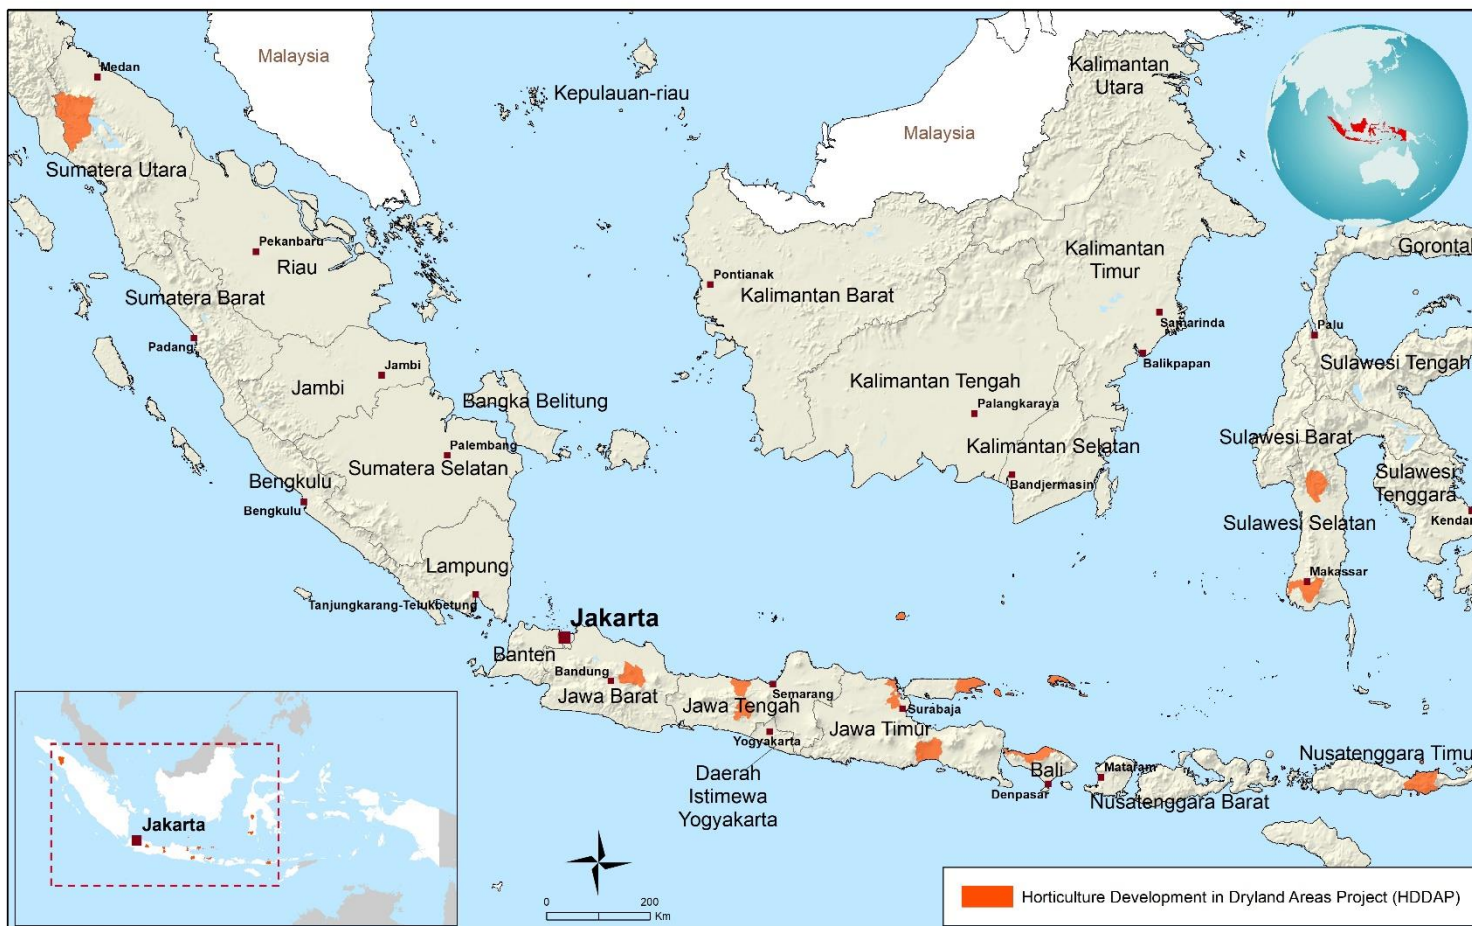 Malaysia
Medan
Kepulauan-riau
Kalimantan
Utara
Malaysia
Sumatera Utara
Pekanbaru
Riau
Kalimantan
Timur
Gorontal
Pontianak
Kalimantan Barat
Sumatera Barat
Samarinda
Palu
Padang
Balikpapan
Sulawesi Tengah
Jambi
Jambi
Kalimantan Tengah
Bangka Belitung
Palangkaraya
Palembang
Sumatera Selatan
Kalimantan Selatan
Sulawesi Barat
Bengkulu
Bengkulu
Bandjermasin
Sulawesi
Tenggara
Sulawesi Selatan
Kendar
Lampung
Makassar
Tanjungkarang-Telukbetung
Jakarta
Banten
Bandung
Jawa Barat
Jawa Tengah
Semarang
Surabaja
Jawa Timur
Yogyakarta
Daerah
Istimewa
Yogyakarta
Bali
Denpasar
Mataram
Nusatenggara Barat
Nusatenggara Timu
Jakarta
0 200
Km
Horticulture Development in Dryland Areas Project (HDDAP)